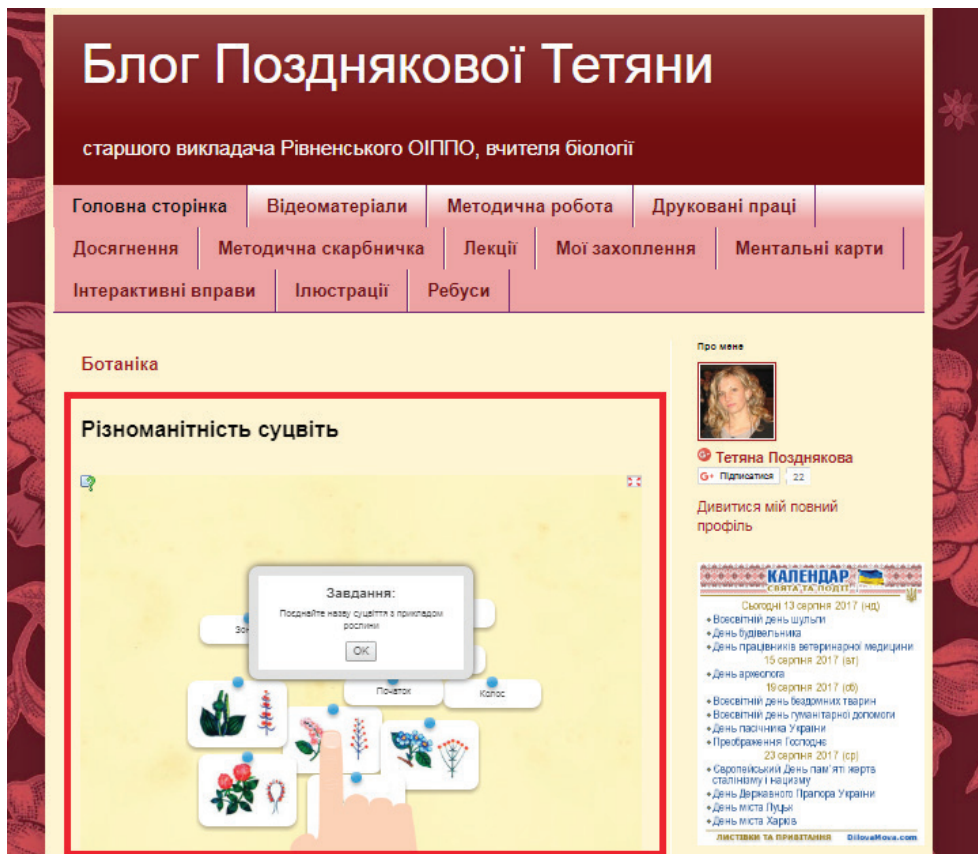 Блог Позднякової Тетяни
старшого викладача Рівненського ОІППО, вчителя біології
Головна сторінка
Відеоматеріали
Методична робота
Друковані праці
Досягнення
Методична скарбничка
Лекції
Мої захоплення
Ментальні карти
Інтерактивні вправи
Ілюстрації
Ребуси
Ботаніка
Різноманітність суцвіть
Завдання:
Поєднайте назву суцвіття з прикладом
рослини
OK
Початок
Колос
Про мене
Тетяна Позднякова
G+ Підписатися
22
Дивитися мій повний
профіль
КАЛЕНДАР
СВЯТА ТА ПОДІЇ
Сьогодні 13 серпня 2017 (нд)
Всесвітній день шульги
День будівельника
День працівників ветеринарної медицини
15 серпня 2017 (вт)
День археолога
19 серпня 2017 (сб)
Всесвітній день бездомних тварин
Всесвітній день гуманітарної допомоги
День пасічника України
Преображення Господнє
23 серпня 2017 (ср)
Європейський День пам'яті жертв
сталінізму і нацизму
День Державного Прапора України
День міста Луцьк
День міста Харків
ЛИСТІВКИ ТА ПРИВІТАННЯ DilovaMova.com